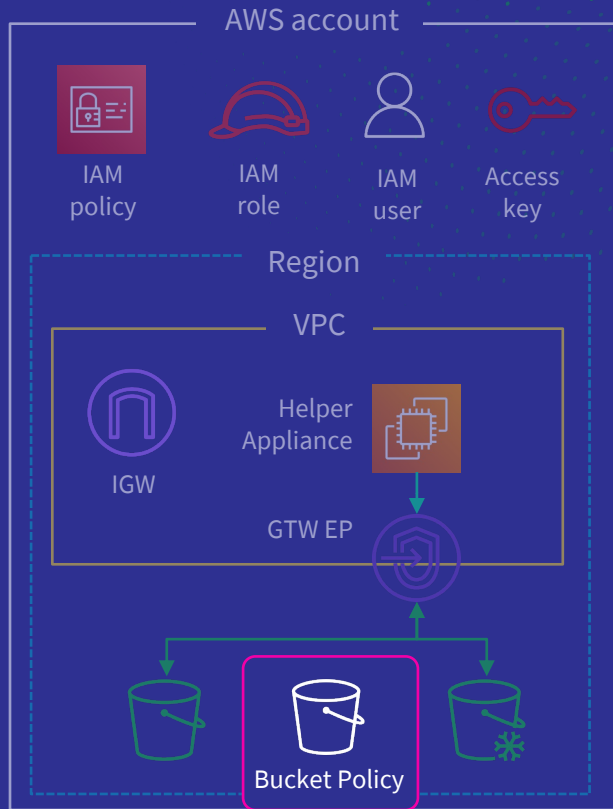 AWS account
IAM
policy
IAM
role
IAM
user
Access
key
Region
VPC
IGW
Helper
Appliance
GTW EP
Bucket Policy